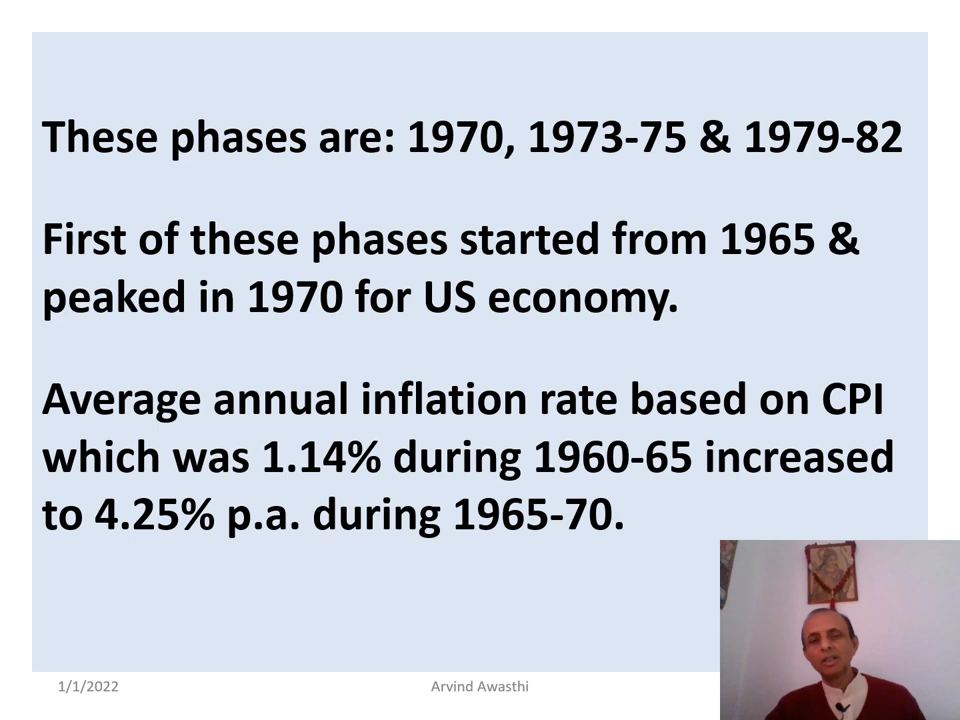 These phases are: 1970, 1973-75 & 1979-82
First of these phases started from 1965 &
peaked in 1970 for US economy.
Average annual inflation rate based on CPI
which was 1.14% during 1960-65 increased
to 4.25% p.a. during 1965-70.
1/1/2022
Arvind Awasthi